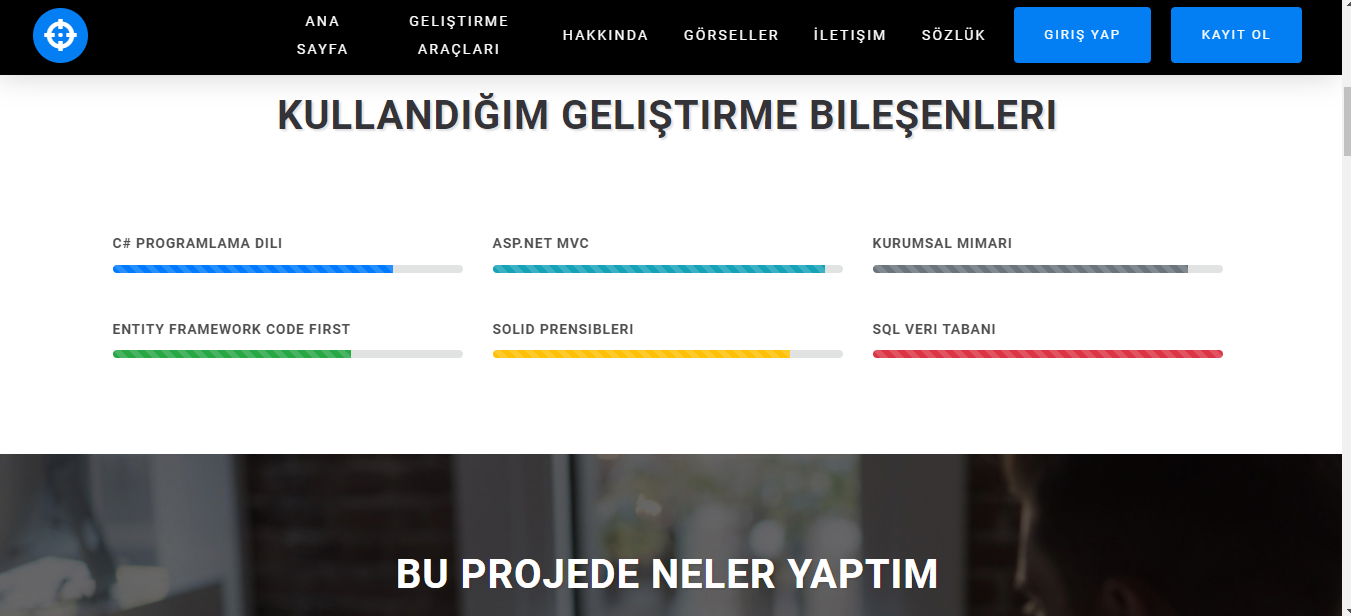 ANA
SAYFA
GELIŞTIRME
ARAÇLARI
HAKKINDA
GÖRSELLER
İLETIŞIM
SÖZLÜK
GIRIŞ YAP
KAYIT OL
KULLANDIĞIM GELIŞTIRME BILEŞENLERI
C# PROGRAMLAMA DILI
ASP.NET MVC
KURUMSAL MIMARI
ENTITY FRAMEWORK CODE FIRST
SOLID PRENSIBLERI
SQL VERI TABANI
BU PROJEDE NELER YAPTIM